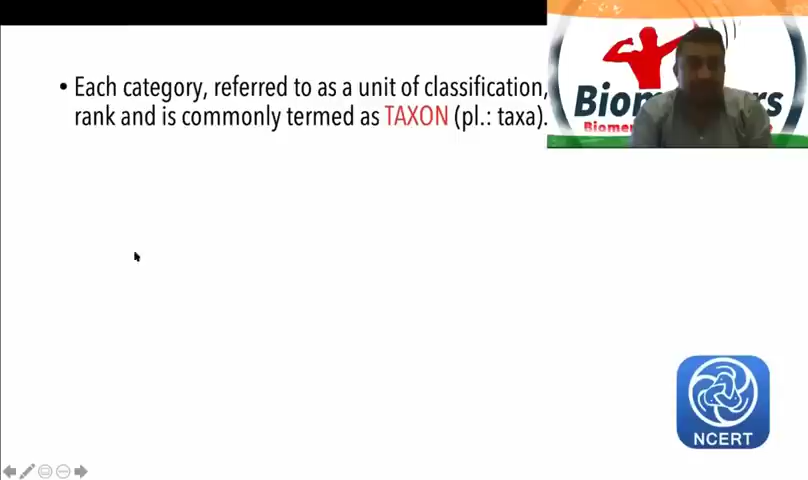 • Each category, referred to as a unit of classification,
rank and is commonly termed as TAXON (pl.: taxa).
NCERT